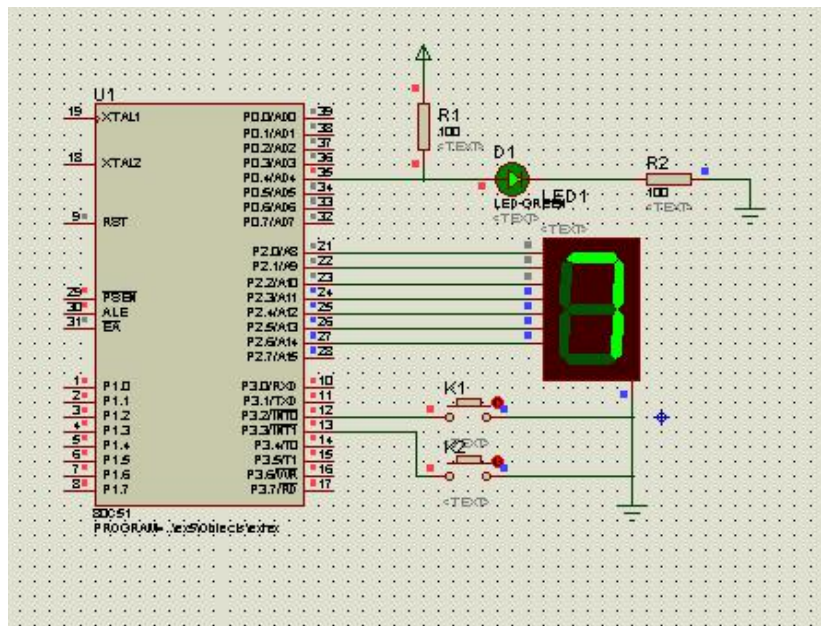 U1
19
XTAL1
18
XTAL2
9
RST
29
PSEN
30
ALE
31
EA
1
P1.0
2
P1.1
3
P1.2
4
P1.3
5
P1.4
6
P1.5
7
P1.6
8
P1.7
P0.0/AD0
39
P0.1/AD1
38
P0.2/AD2
37
P0.3/AD3
36
P0.4/AD4
35
P0.5/AD5
34
P0.6/AD6
33
P0.7/AD7
32
P2.0/A8
21
P2.1/A9
22
P2.2/A10
23
P2.3/A11
24
P2.4/A12
25
P2.5/A13
26
P2.6/A14
27
P2.7/A15
28
P3.0/RXD
10
P3.1/TXD
11
P3.2/INT0
12
P3.3/INT1
13
P3.4/T0
14
P3.5/T1
15
P3.6/WR
16
P3.7/RD
17
80C51
R1
100
<TEXT>
D1
LED-GREEN
<TEXT>
R2
100
<TEXT>
LED1
<TEXT>
7
K1
<TEXT>
K2
<TEXT>